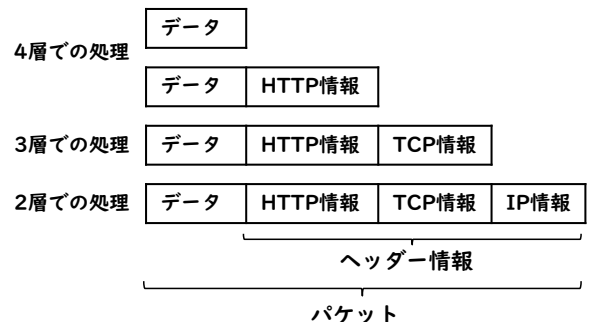 データ
4層での処理
データ HTTP情報
3層での処理 データ HTTP情報 TCP情報
2層での処理 データ HTTP情報 TCP情報 IP情報
ヘッダー情報
パケット